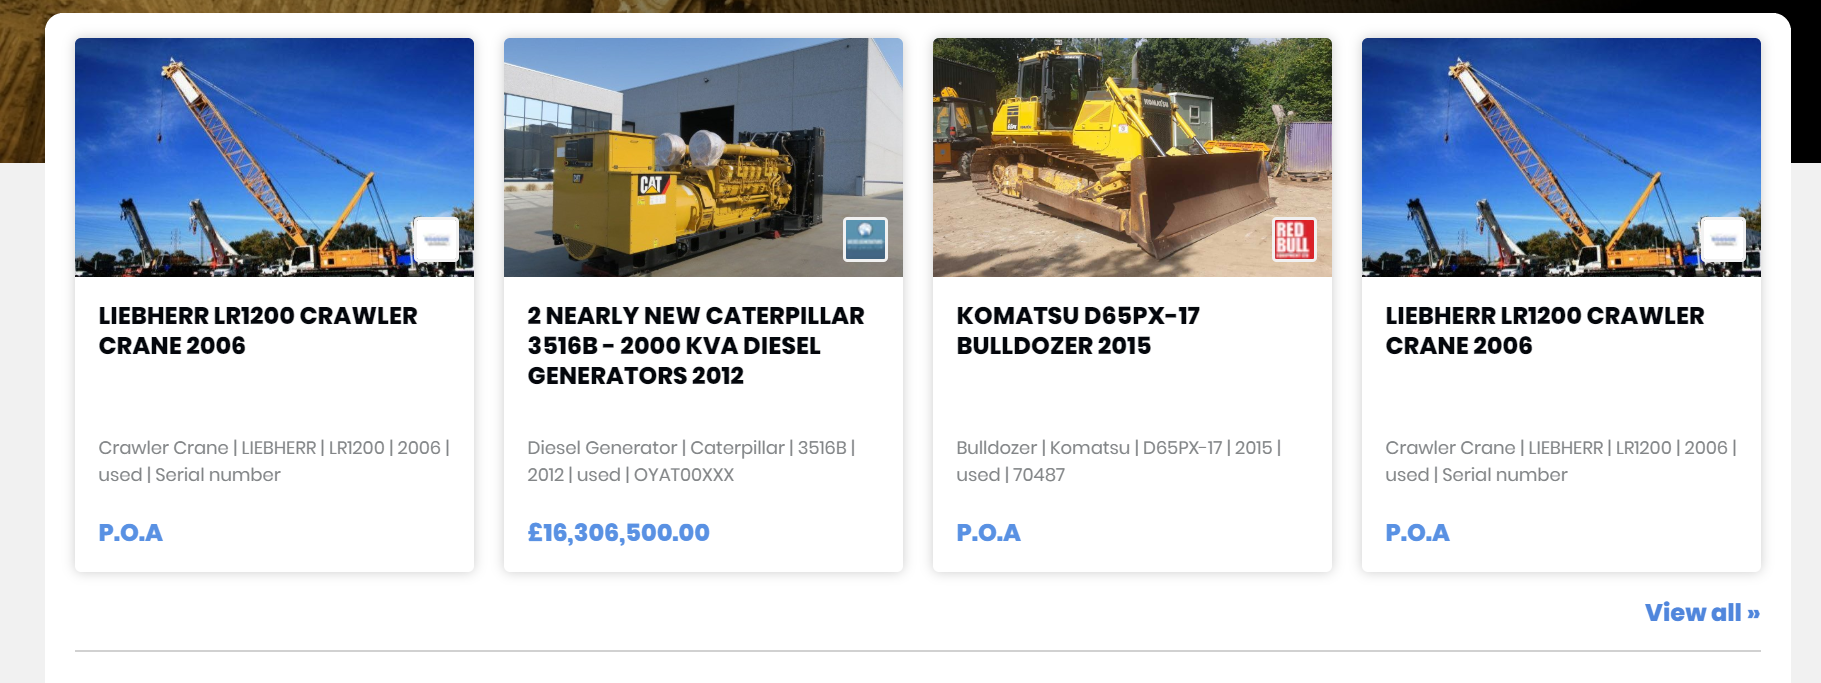 CAT
CAT
KOMATSU
RED
BULL
LIEBHERR LR1200 CRAWLER
CRANE 2006
2 NEARLY NEW CATERPILLAR
3516B - 2000 KVA DIESEL
GENERATORS 2012
KOMATSU D65PX-17
BULLDOZER 2015
LIEBHERR LR1200 CRAWLER
CRANE 2006
Crawler Crane | LIEBHERR | LR1200 | 2006 |
used | Serial number
Diesel Generator | Caterpillar | 3516B |
2012 | used | OYAT00XXX
Bulldozer | Komatsu | D65PX-17 | 2015 |
used | 70487
Crawler Crane | LIEBHERR | LR1200 | 2006 |
used | Serial number
P.O.A
£16,306,500.00
P.O.A
P.O.A
View all »